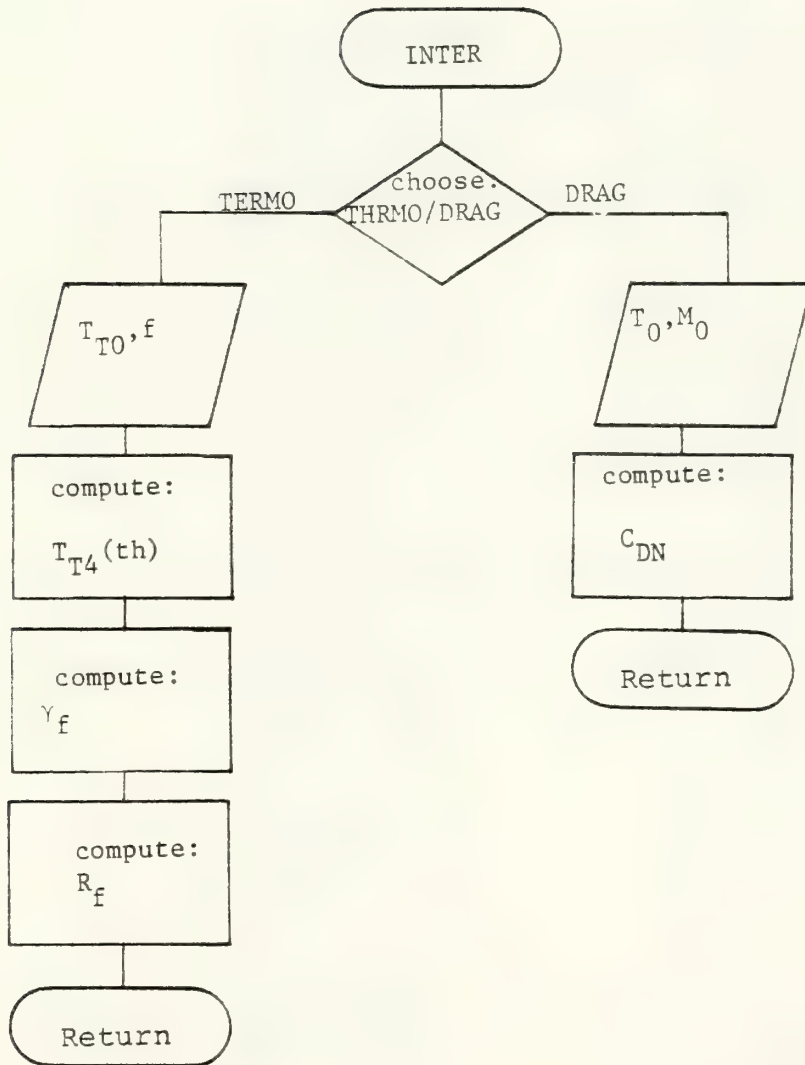 INTER
choose.
THRMO/DRAG
TERMO
DRAG
T_T0,f
compute:
T_T4(th)
compute:
γ_f
compute:
R_f
Return
T_0,M_0
compute:
C_DN
Return